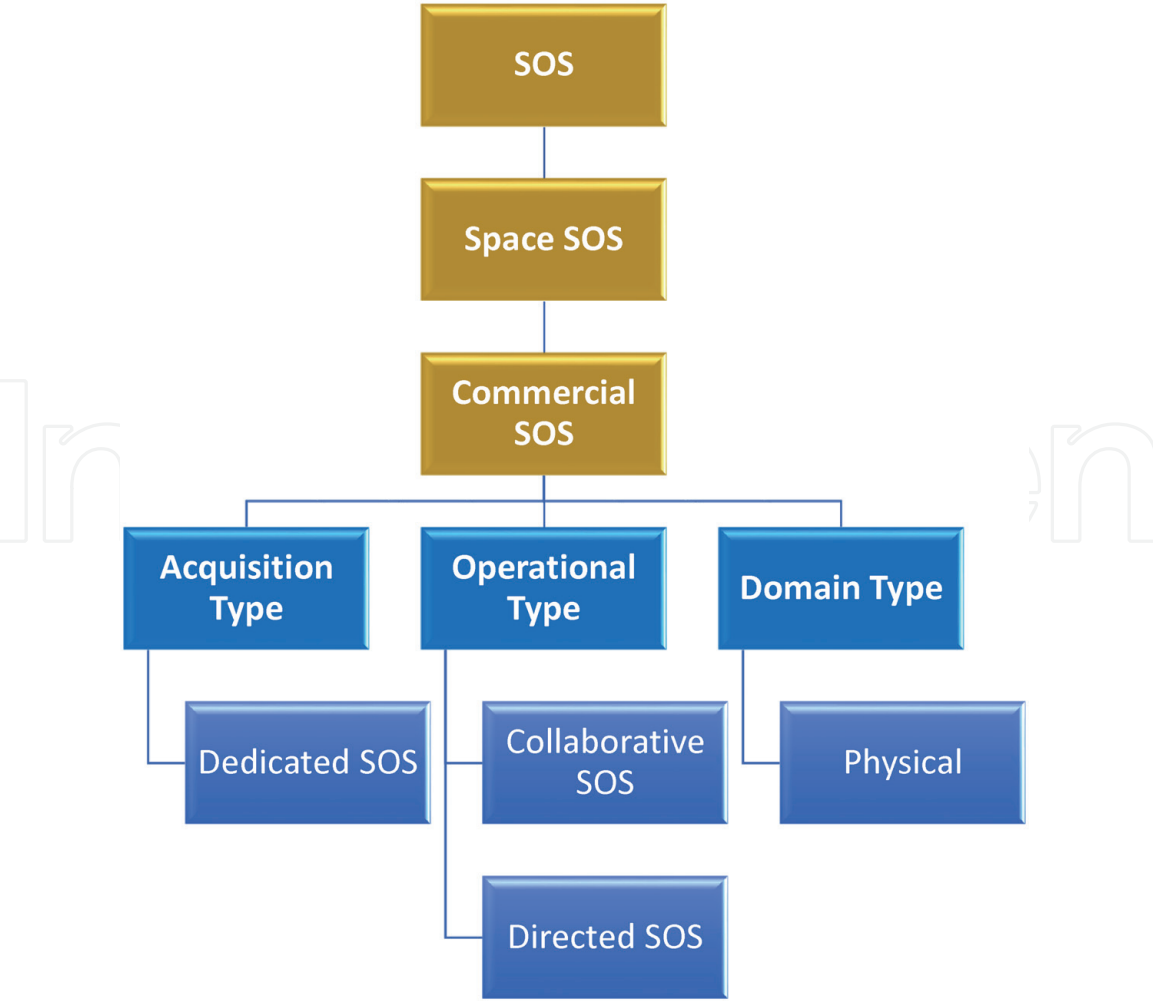 SOS
Space SOS
Commercial
SOS
Acquisition
Type
Operational
Type
Domain Type
Dedicated SOS
Collaborative
SOS
Physical
Directed SOS